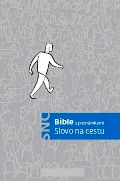 SNC
Bible s poznámkami
Slovo na cestu